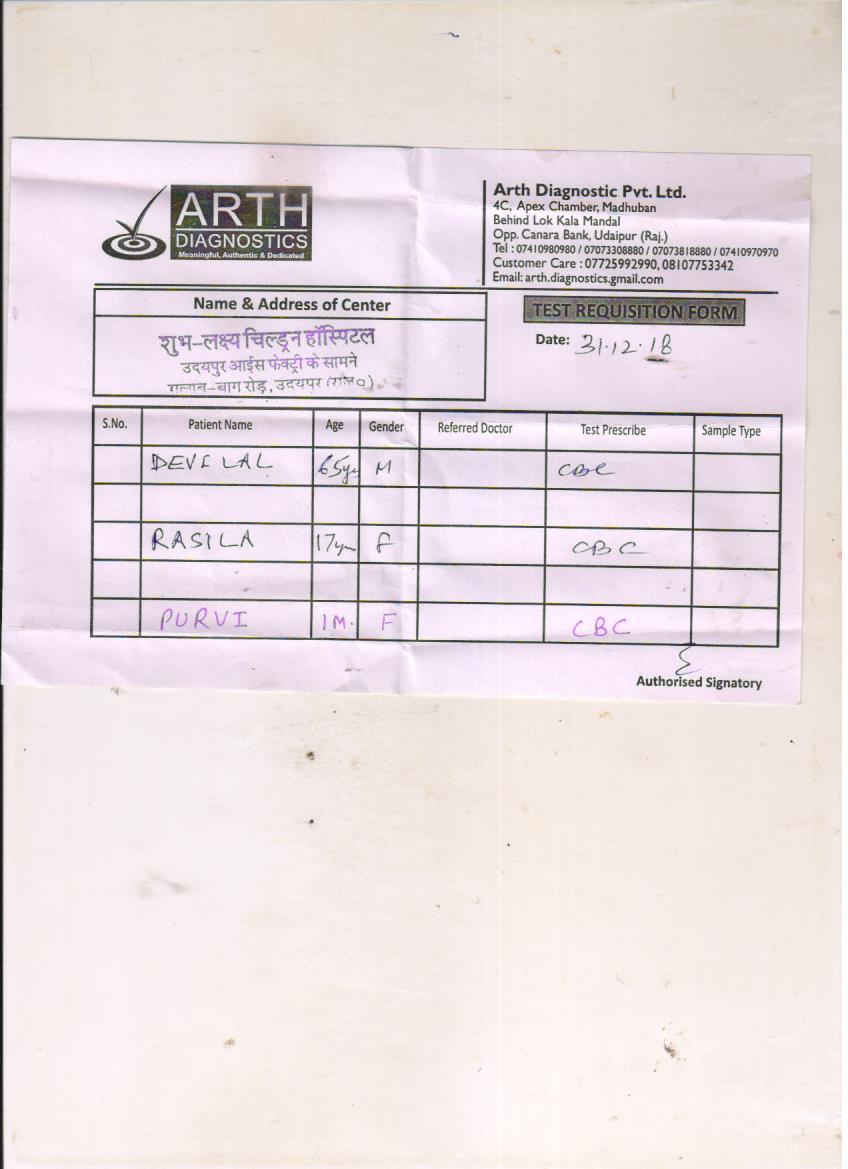 ARTH
DIAGNOSTICS
Meaningful, Authentic & Dedicated
Arth Diagnostic Pvt. Ltd.
4C, Apex Chamber, Madhuban
Behind Lok Kala Mandal
Opp. Canara Bank, Udaipur (Raj.)
Tel : 07410980980 / 07073308880 / 07073818880 / 07410970970
Customer Care : 07725992990, 08107753342
Email: arth.diagnostics.gmail.com
Name & Address of Center
शुभ-लक्ष्य चिल्ड्रन हॉस्पिटल
उदयपुर आईस फेक्ट्री के सामने
गुलाब-बाग रोड़, उदयपुर (राज०)
TEST REQUISITION FORM
Date: 31.12.18
S.No. Patient Name Age Gender Referred Doctor Test Prescribe Sample Type
DEVI LAL 65yr M CBC
RASILA 17yr F CBC
PURVI 1M. F CBC
Authorised Signatory